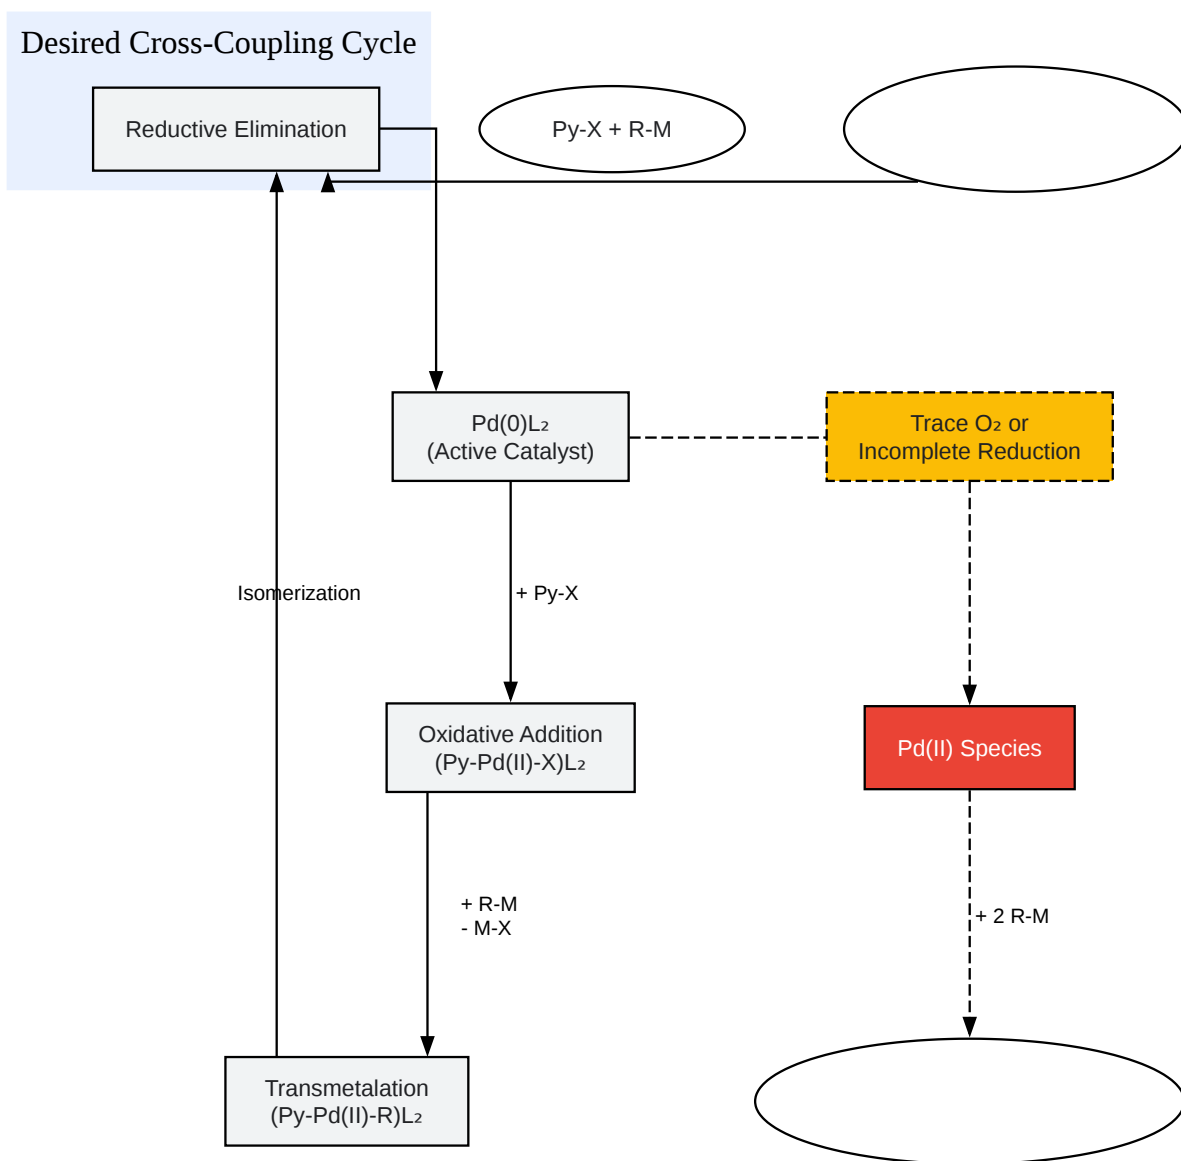 Desired Cross-Coupling Cycle
Reductive Elimination
Py-X + R-M
Pd(0)L₂
(Active Catalyst)
Trace O₂ or
Incomplete Reduction
Isomerization
+ Py-X
Oxidative Addition
(Py-Pd(II)-X)L₂
Pd(II) Species
+ R-M
- M-X
+ 2 R-M
Transmetalation
(Py-Pd(II)-R)L₂